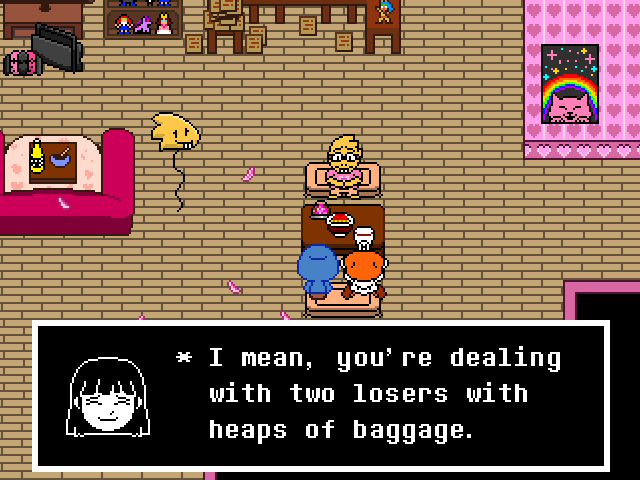 * I mean, you're dealing
with two losers with
heaps of baggage.